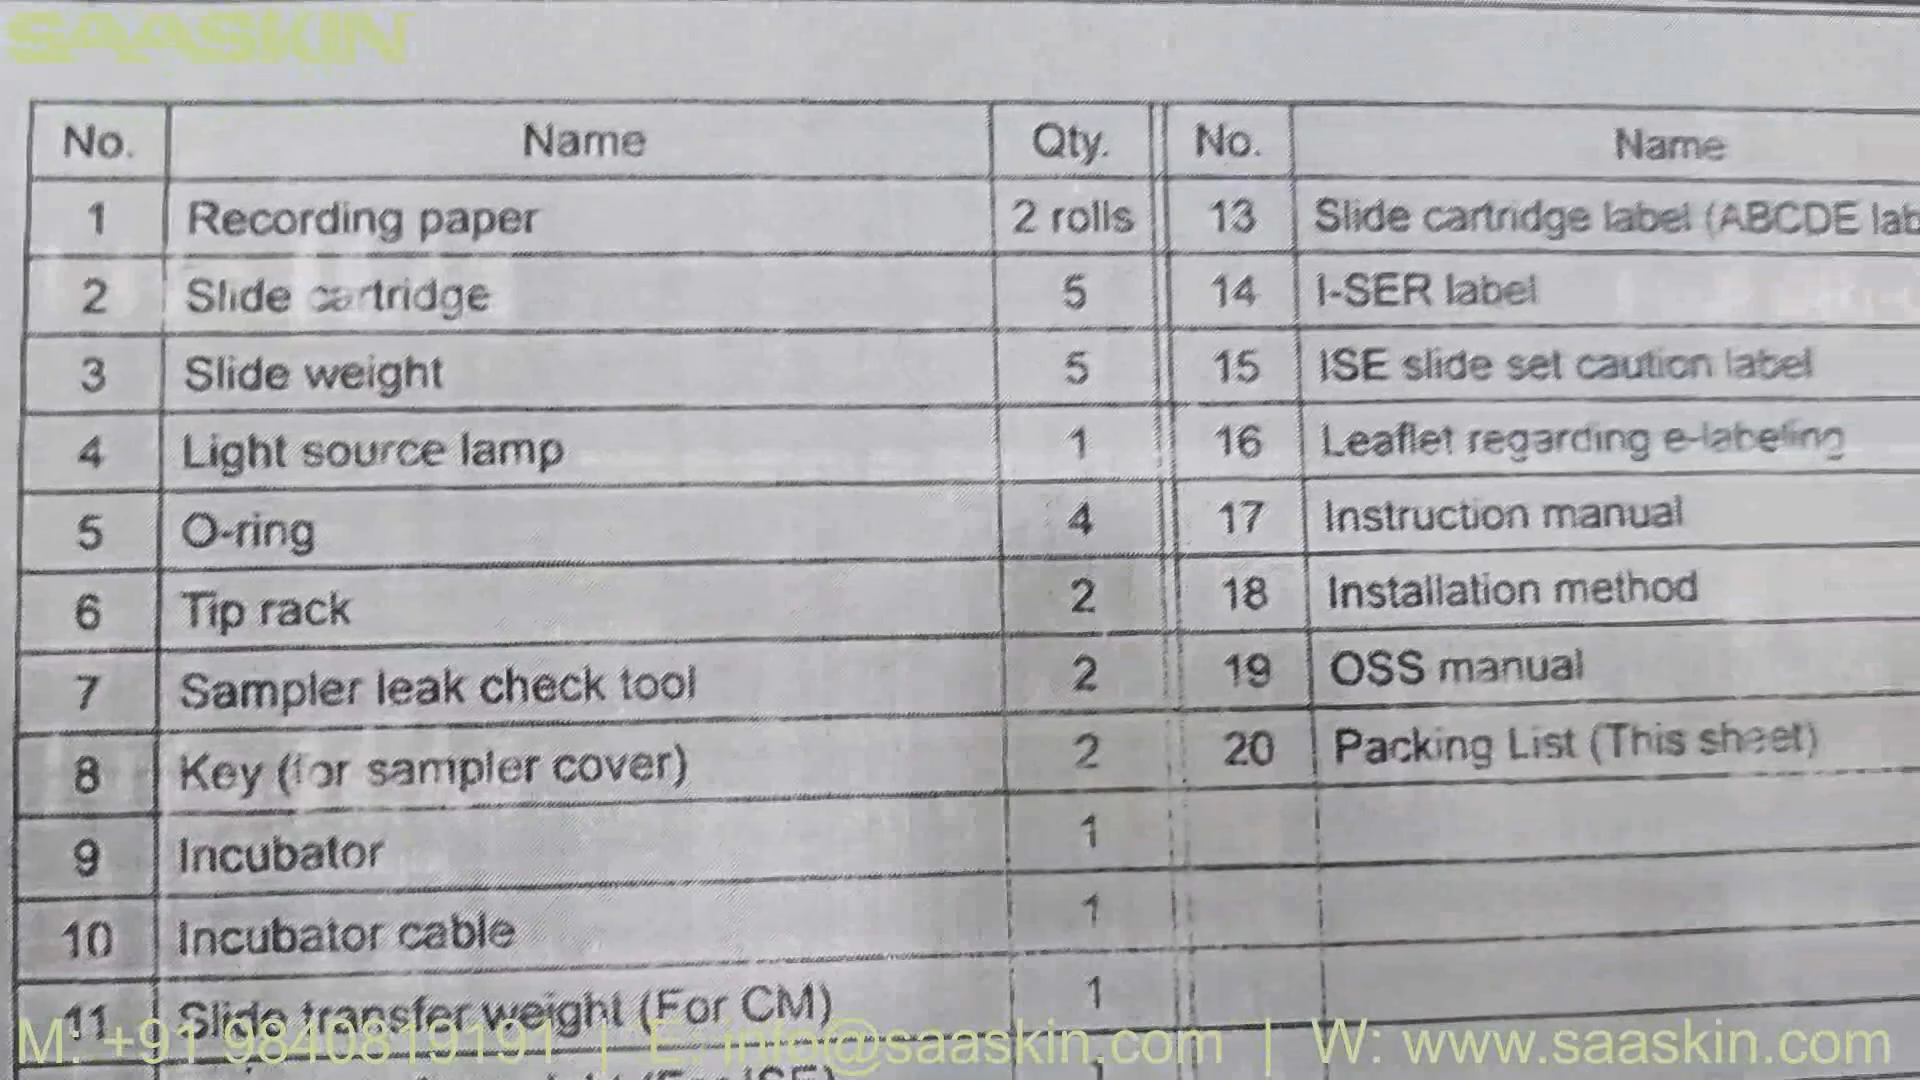 SAASKIN
No. Name Qty. No. Name
1 Recording paper 2 rolls 13 Slide cartridge label (ABCDE lab
2 Slide cartridge 5 14 I-SER label
3 Slide weight 5 15 ISE slide set caution label
4 Light source lamp 1 16 Leaflet regarding e-labeling
5 O-ring 4 17 Instruction manual
6 Tip rack 2 18 Installation method
7 Sampler leak check tool 2 19 OSS manual
8 Key (for sampler cover) 2 20 Packing List (This sheet)
9 Incubator 1
10 Incubator cable 1
11 Slide transfer weight (For CM) 1
(For ISE) 1
M: +91 9840819191 | E: info@saaskin.com | W: www.saaskin.com